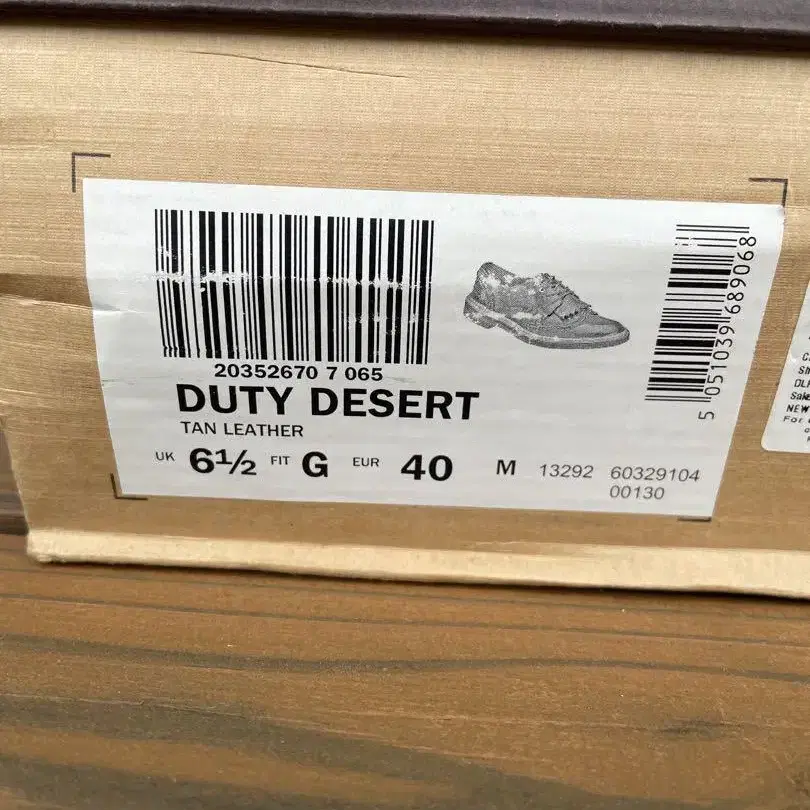 20352670 7 065
DUTY DESERT
TAN LEATHER
UK 6½ FIT G EUR 40 M 13292 60329104
00130
5 051039 689068
NEW